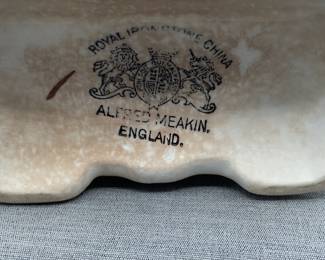 ROYAL IRONSTONE CHINA
ALFRED MEAKIN.
ENGLAND.